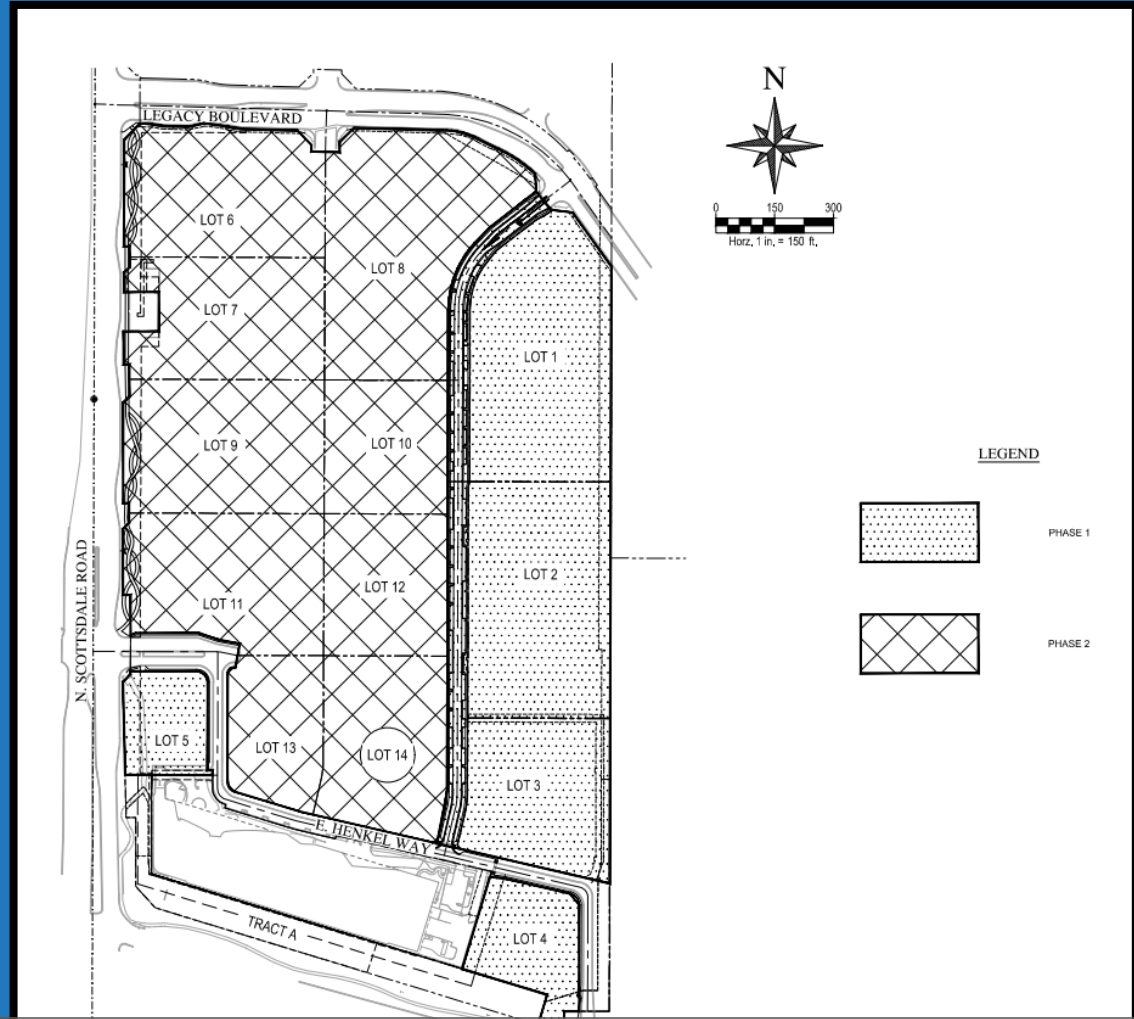 N
LEGACY BOULEVARD
0 150 300
Horz. 1 in. = 150 ft.
LOT 6
LOT 8
LOT 7
LOT 1
LOT 9
LOT 10
LEGEND
PHASE 1
LOT 2
LOT 12
LOT 11
N. SCOTTSDALE ROAD
PHASE 2
LOT 5
LOT 13
LOT 14
LOT 3
E. HENKEL WAY
TRACT A
LOT 4